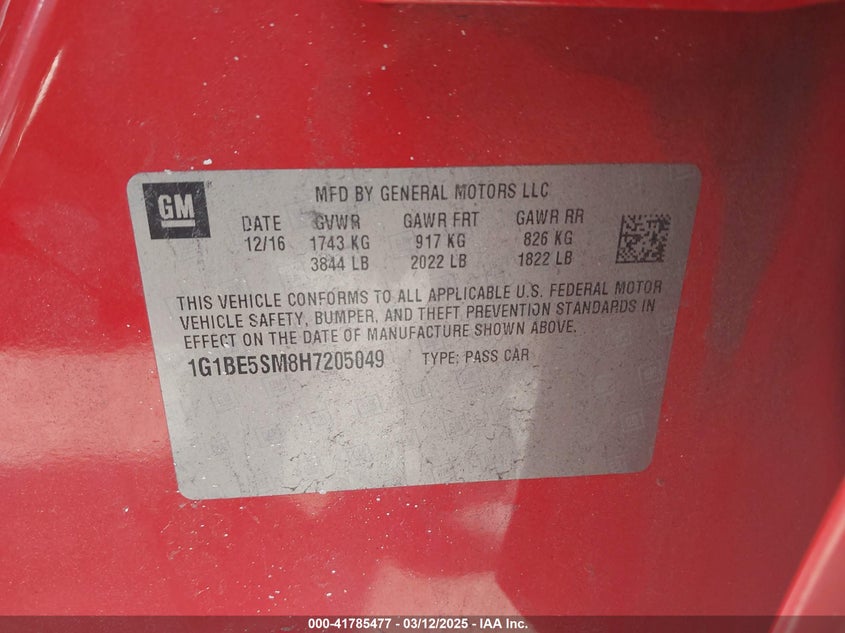 GM
MFD BY GENERAL MOTORS LLC
DATE GVWR GAWR FRT GAWR RR
12/16 1743 KG 917 KG 826 KG
3844 LB 2022 LB 1822 LB
THIS VEHICLE CONFORMS TO ALL APPLICABLE U.S. FEDERAL MOTOR
VEHICLE SAFETY, BUMPER, AND THEFT PREVENTION STANDARDS IN
EFFECT ON THE DATE OF MANUFACTURE SHOWN ABOVE.
1G1BE5SM8H7205049 TYPE: PASS CAR
000-41785477 — 03/12/2025 — IAA Inc.